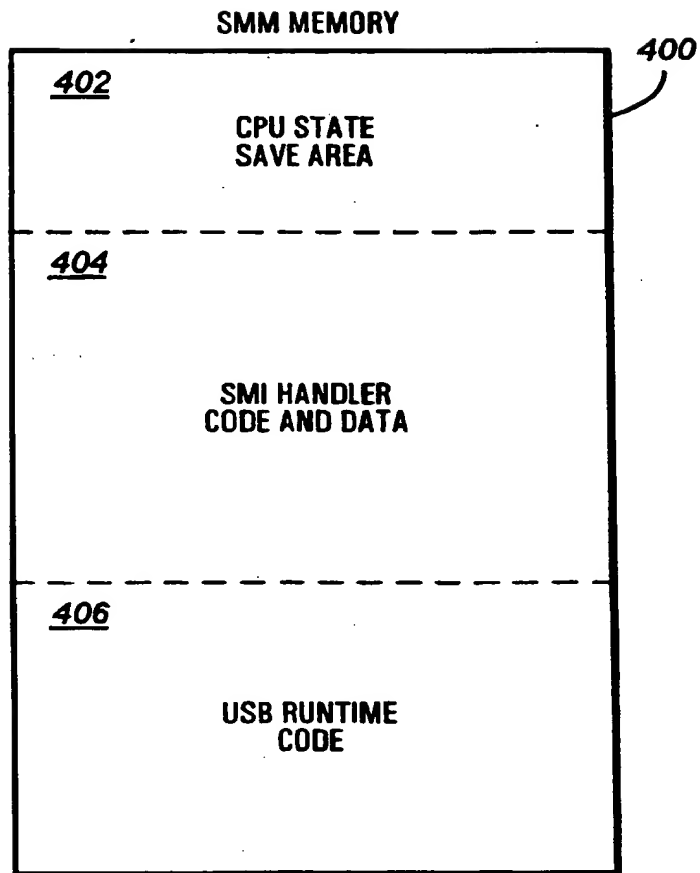 SMM MEMORY
400
402
CPU STATE
SAVE AREA
404
SMI HANDLER
CODE AND DATA
406
USB RUNTIME
CODE